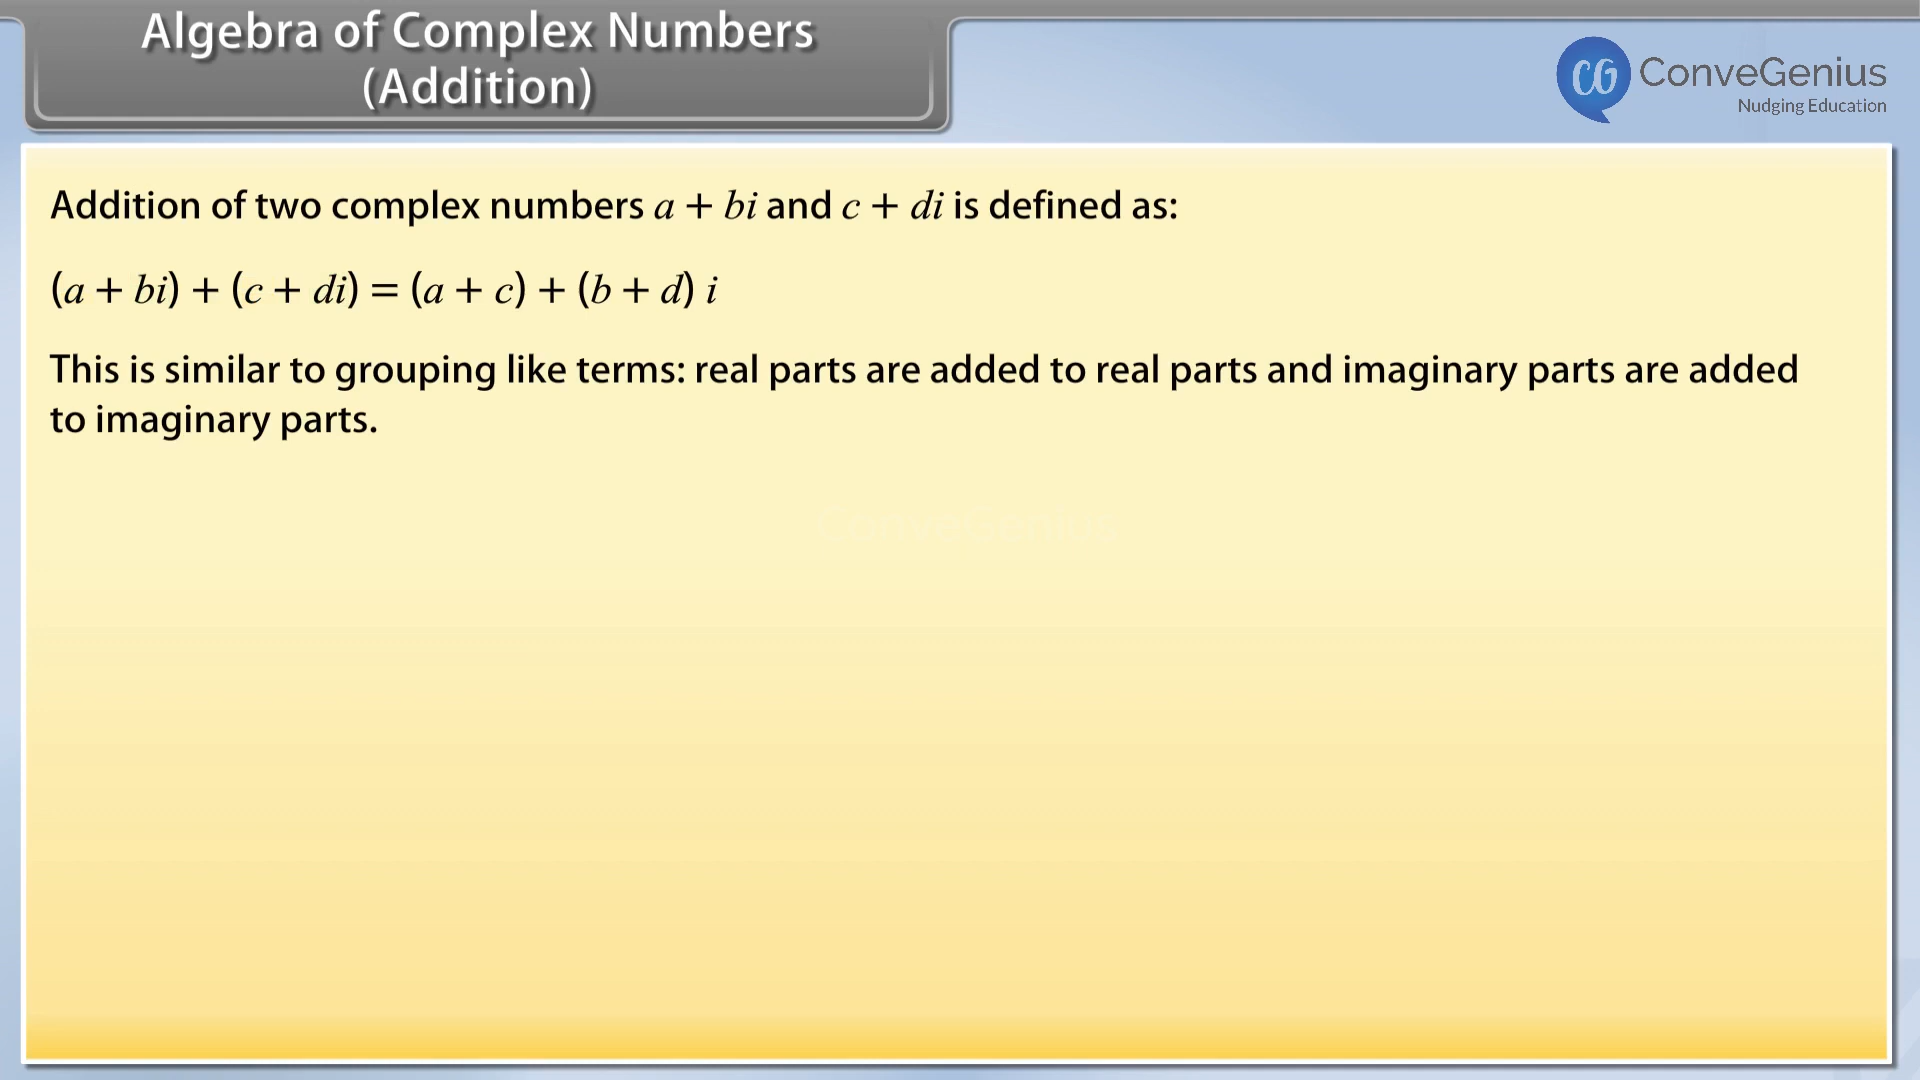 Algebra of Complex Numbers
(Addition)
ConveGenius
Nudging Education
Addition of two complex numbers a + bi and c + di is defined as:
(a + bi) + (c + di) = (a + c) + (b + d) i
This is similar to grouping like terms: real parts are added to real parts and imaginary parts are added
to imaginary parts.
ConveGenius